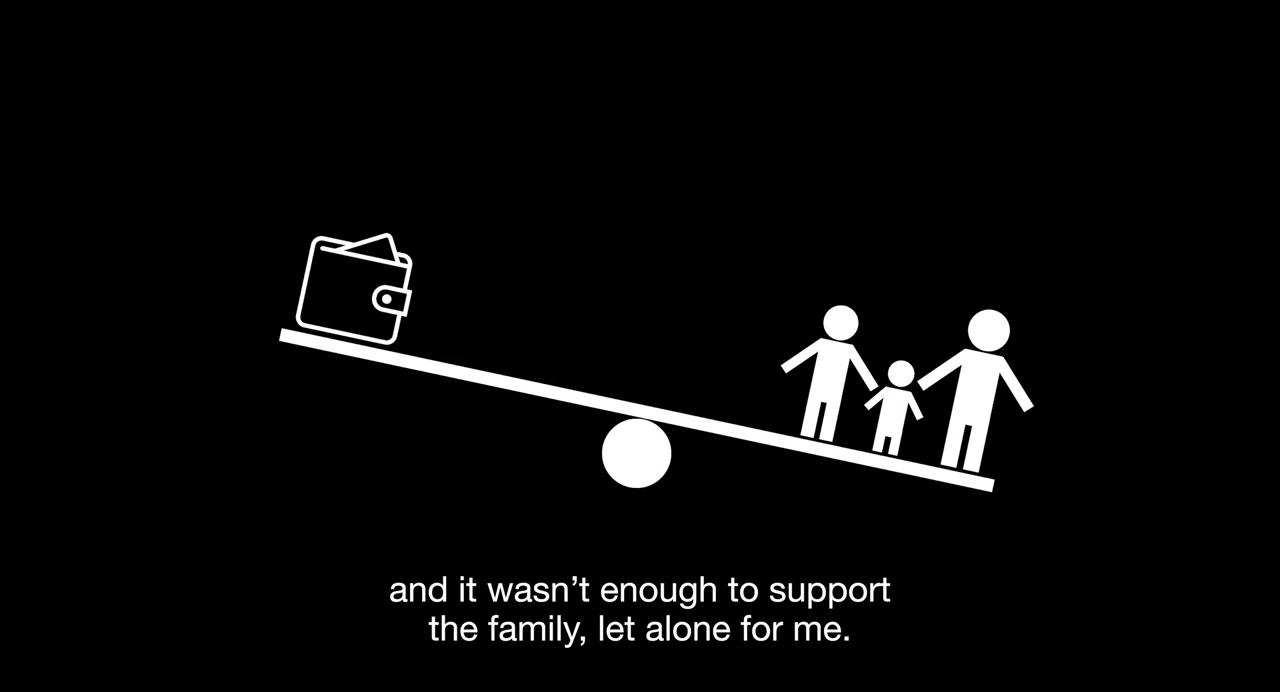 and it wasn’t enough to support
the family, let alone for me.